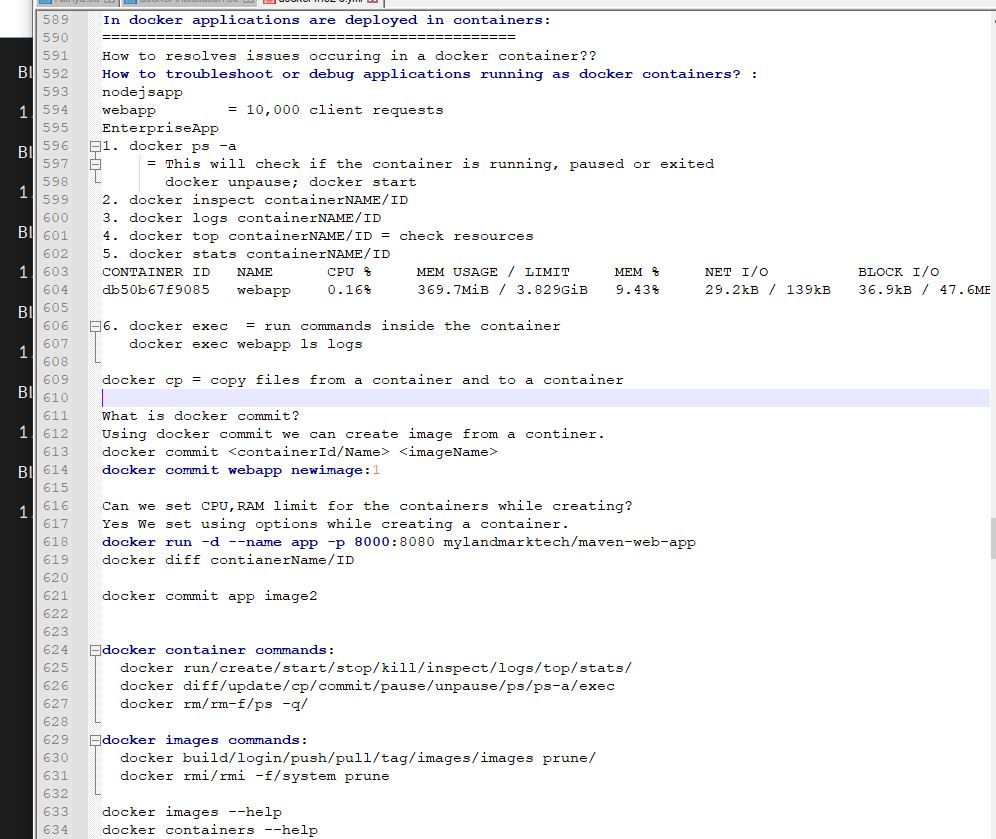 589 In docker applications are deployed in containers:
590 ==============================================
591 How to resolves issues occuring in a docker container??
592 How to troubleshoot or debug applications running as docker containers? :
593 nodejsapp
594 webapp = 10,000 client requests
595 EnterpriseApp
596 1. docker ps -a
597 = This will check if the container is running, paused or exited
598 docker unpause; docker start
599 2. docker inspect containerNAME/ID
600 3. docker logs containerNAME/ID
601 4. docker top containerNAME/ID = check resources
602 5. docker stats containerNAME/ID
603 CONTAINER ID NAME CPU % MEM USAGE / LIMIT MEM % NET I/O BLOCK I/O
604 db50b67f9085 webapp 0.16% 369.7MiB / 3.829GiB 9.43% 29.2kB / 139kB 36.9kB / 47.6MB
605
606 6. docker exec = run commands inside the container
607 docker exec webapp ls logs
608
609 docker cp = copy files from a container and to a container
610
611 What is docker commit?
612 Using docker commit we can create image from a continer.
613 docker commit <containerId/Name> <imageName>
614 docker commit webapp newimage:1
615
616 Can we set CPU,RAM limit for the containers while creating?
617 Yes We set using options while creating a container.
618 docker run -d --name app -p 8000:8080 mylandmarktech/maven-web-app
619 docker diff contianerName/ID
620
621 docker commit app image2
622
623
624 docker container commands:
625 docker run/create/start/stop/kill/inspect/logs/top/stats/
626 docker diff/update/cp/commit/pause/unpause/ps/ps-a/exec
627 docker rm/rm-f/ps -q/
628
629 docker images commands:
630 docker build/login/push/pull/tag/images/images prune/
631 docker rmi/rmi -f/system prune
632
633 docker images --help
634 docker containers --help